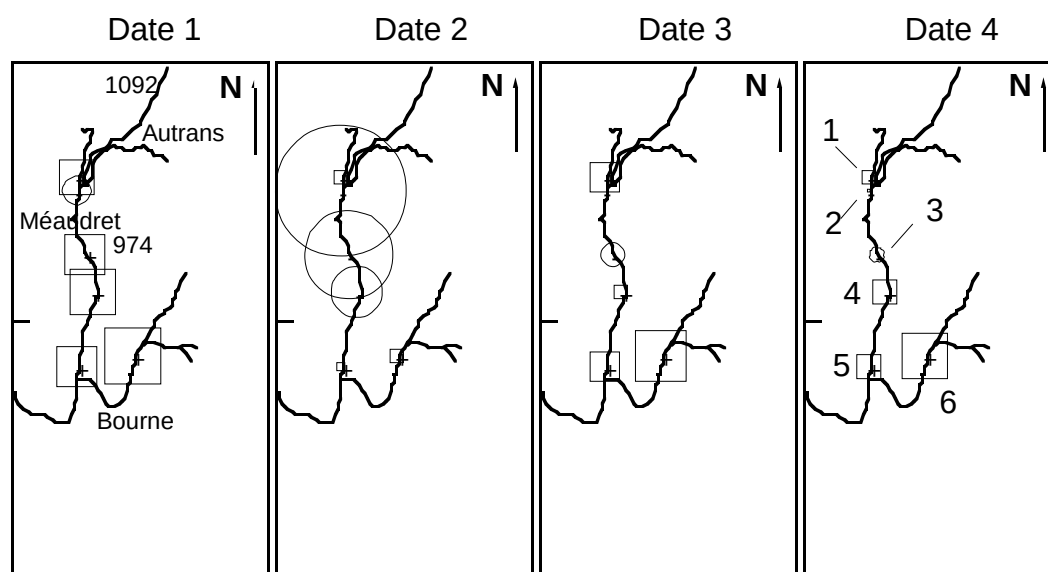 Date 1
Date 2
Date 3
Date 4
1092
N
N
N
N
Autrans
1
Méaudret
2
3
974
4
5
6
Bourne